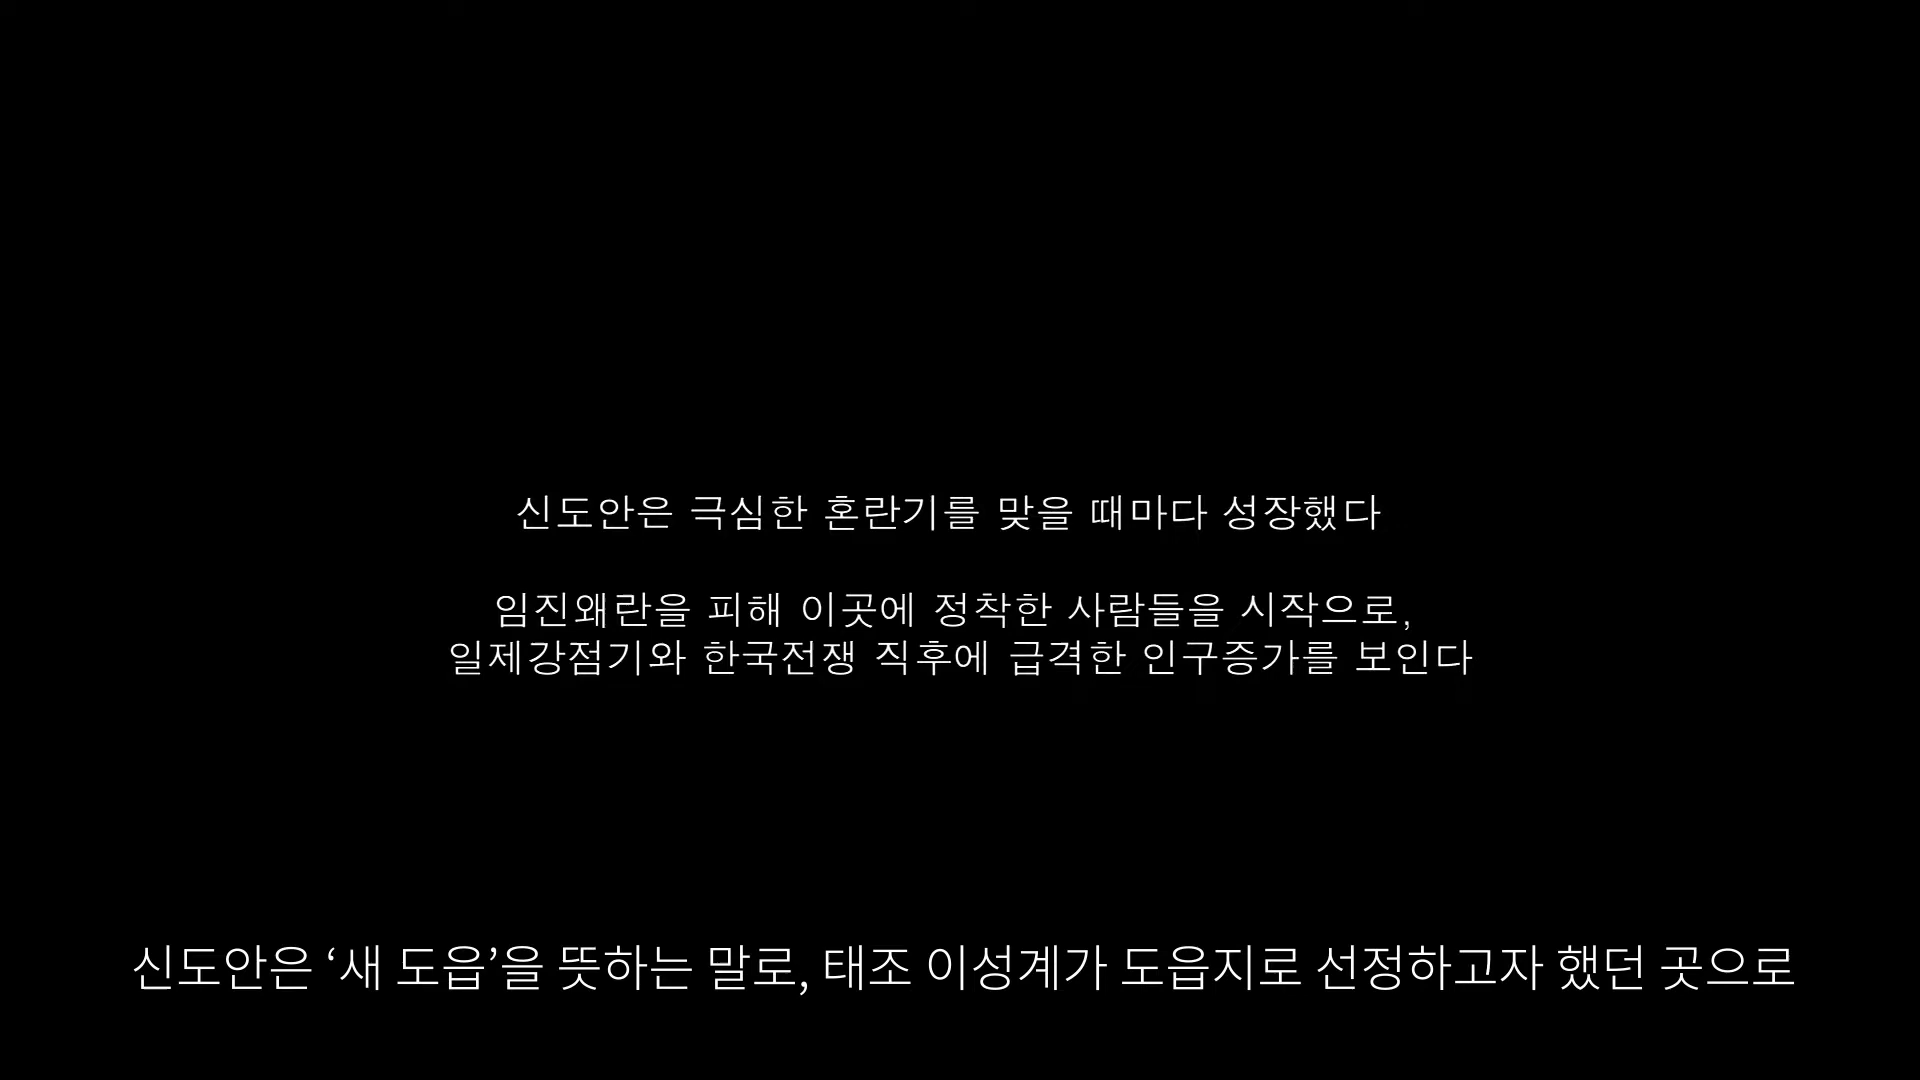 신도안은 극심한 혼란기를 맞을 때마다 성장했다
임진왜란을 피해 이곳에 정착한 사람들을 시작으로,
일제강점기와 한국전쟁 직후에 급격한 인구증가를 보인다
신도안은 ‘새 도읍’을 뜻하는 말로, 태조 이성계가 도읍지로 선정하고자 했던 곳으로